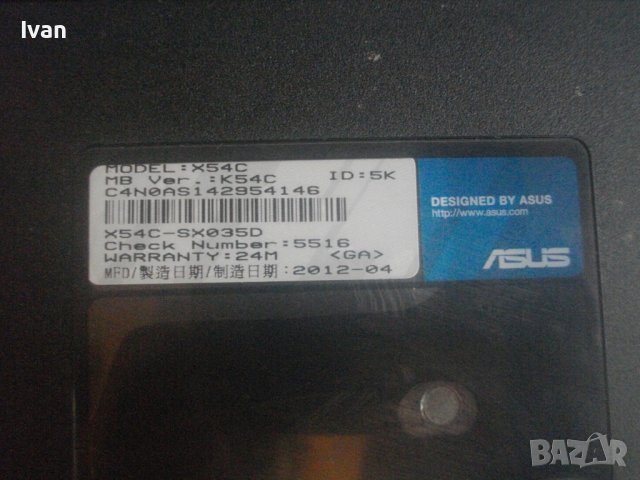 Ivan
MODEL:X54C
MB Ver.:K54C ID:5K
C4N0AS142954146
X54C-SX035D
Check Number:5516
WARRANTY:24M <GA>
MFD/製造日期/制造日期:2012-04
DESIGNED BY ASUS
http://www.asus.com
ASUS
BAZAR